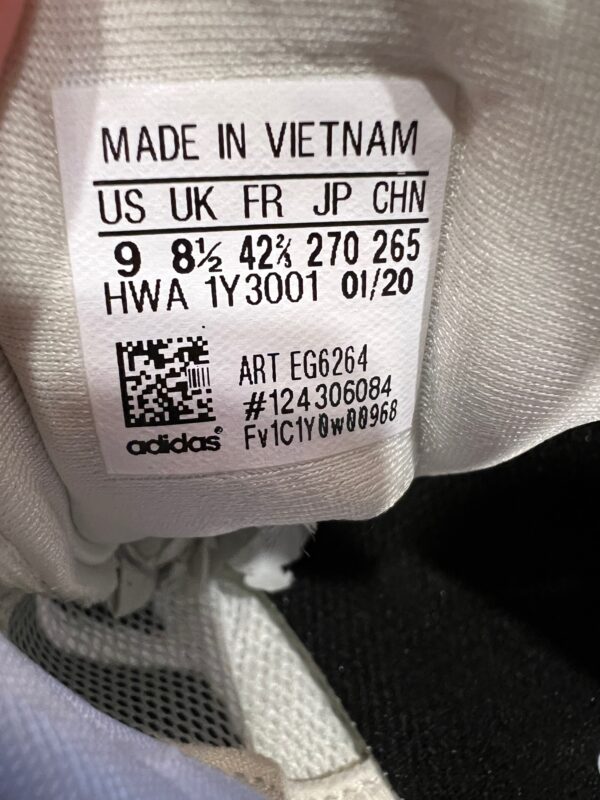 MADE IN VIETNAM
US UK FR JP CHN
9 8½ 42⅔ 270 265
HWA 1Y3001 01/20
ART EG6264
#124306084
Fv1C1Y0w00968
adidas®